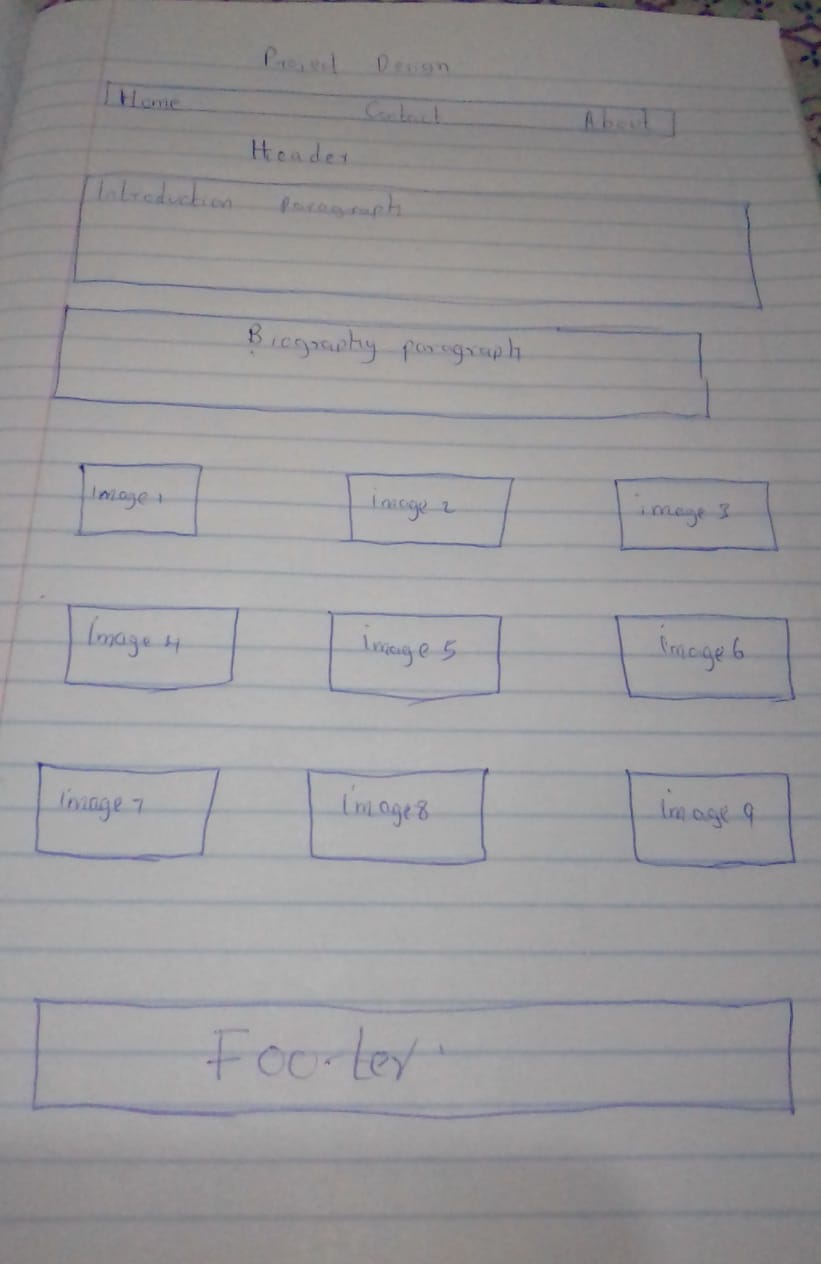 Project Design
Home Contact About
Header
Introduction paragraph
Biography paragraph
image 1 image 2 image 3
Image 4 image 5 image 6
image 7 image 8 image 9
Footer